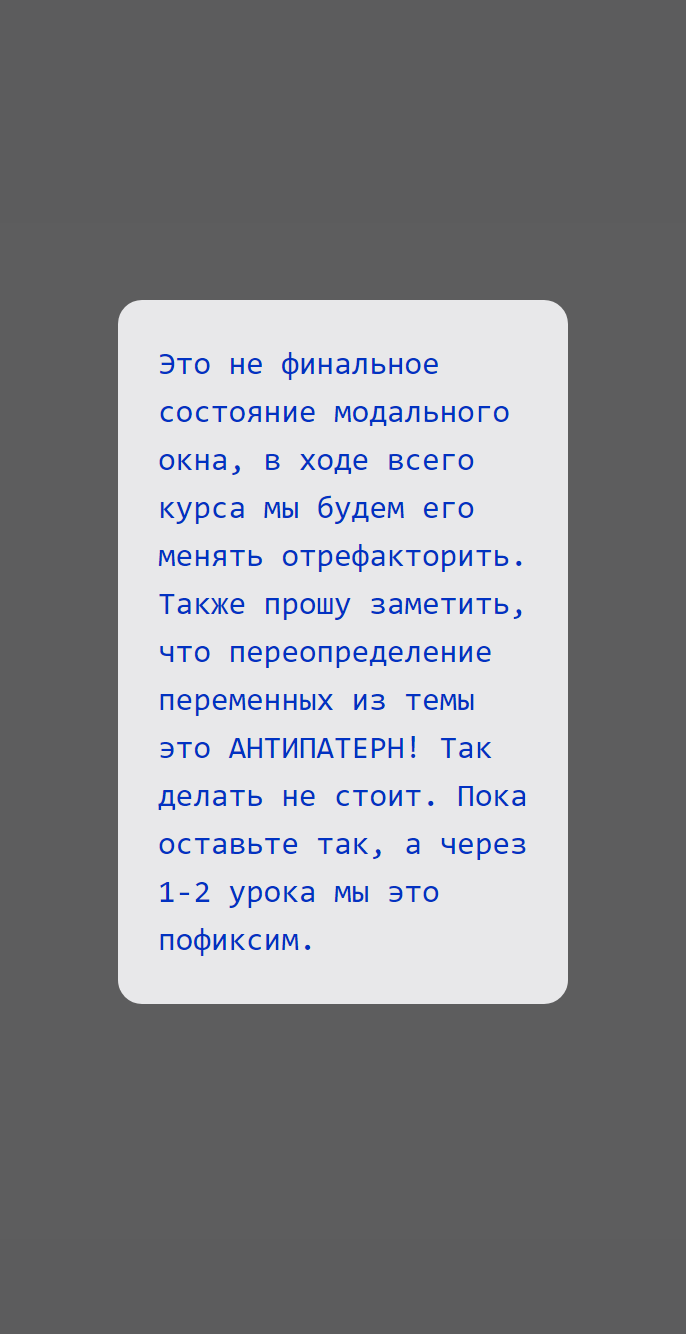 Это не финальное
состояние модального
окна, в ходе всего
курса мы будем его
менять отрефакторить.
Также прошу заметить,
что переопределение
переменных из темы
это АНТИПАТЕРН! Так
делать не стоит. Пока
оставьте так, а через
1-2 урока мы это
пофиксим.